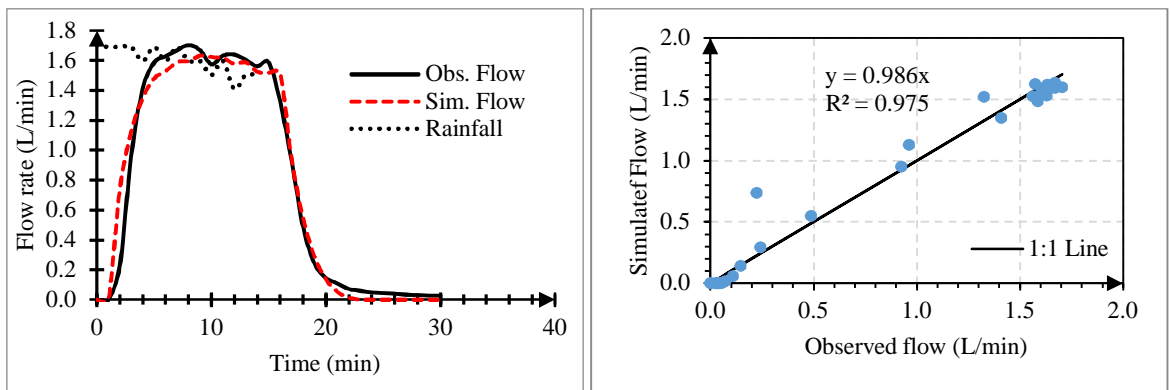 Flow rate (L/min)
1.8
1.6
1.4
1.2
1.0
0.8
0.6
0.4
0.2
0.0
0
10
20
30
40
Time (min)
Obs. Flow
Sim. Flow
Rainfall
Simulatef Flow (L/min)
2.0
1.5
1.0
0.5
0.0
0.0
0.5
1.0
1.5
2.0
Observed flow (L/min)
y = 0.986x
R² = 0.975
1:1 Line